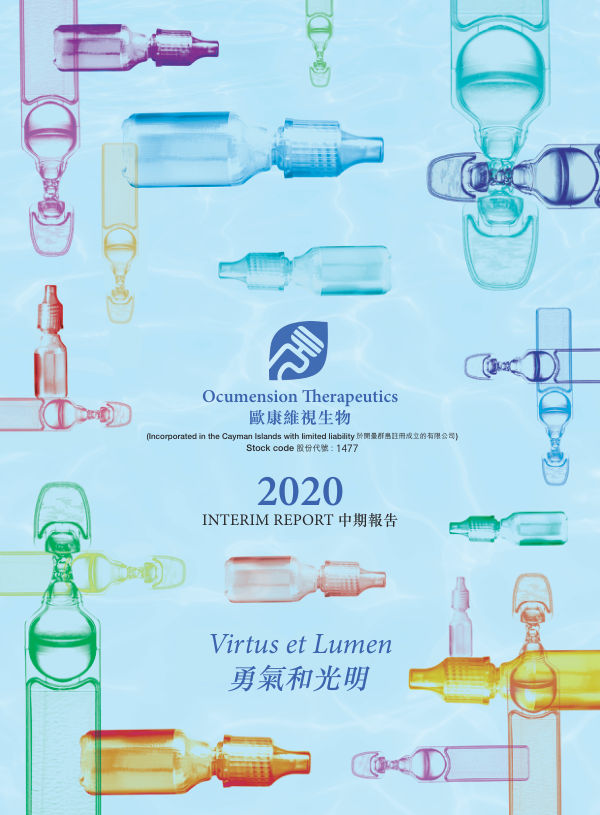 Ocumension Therapeutics
歐康維視生物
(Incorporated in the Cayman Islands with limited liability 於開曼群島註冊成立的有限公司)
Stock code 股份代號 : 1477
2020
INTERIM REPORT 中期報告
Virtus et Lumen
勇氣和光明